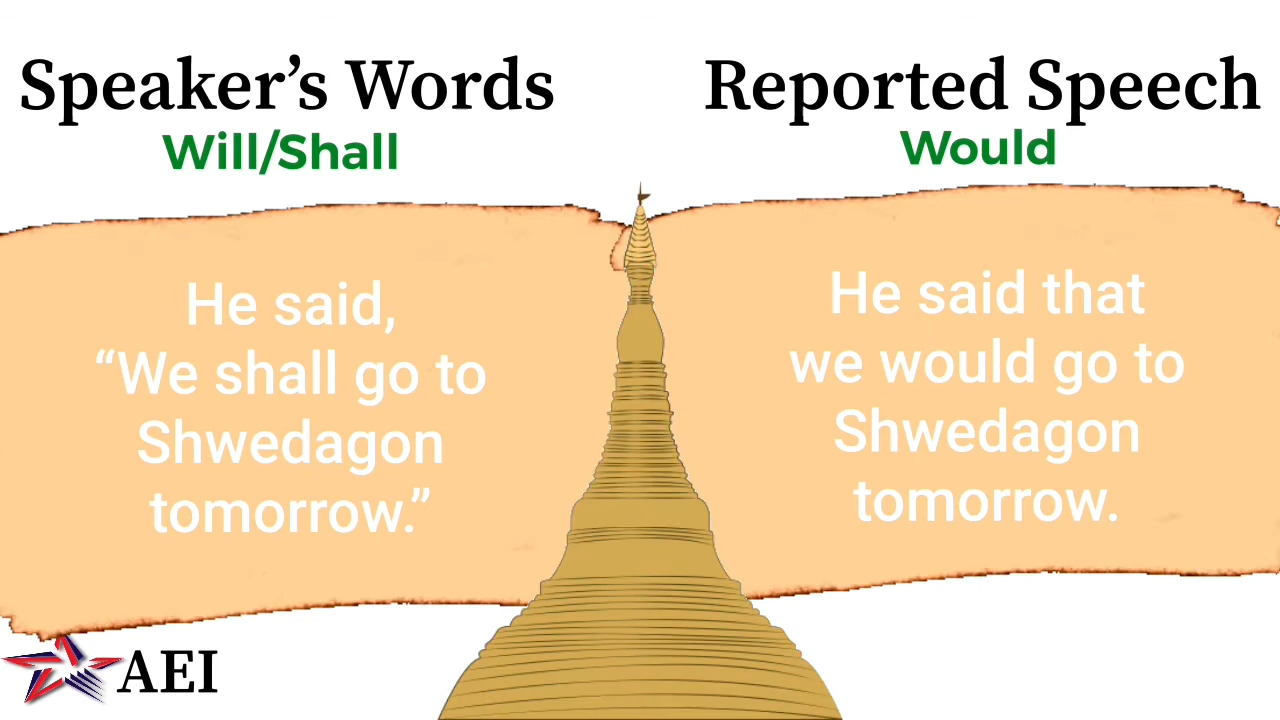 Speaker’s Words
Will/Shall
He said,
“We shall go to
Shwedagon
tomorrow.”
Reported Speech
Would
He said that
we would go to
Shwedagon
tomorrow.
AEI